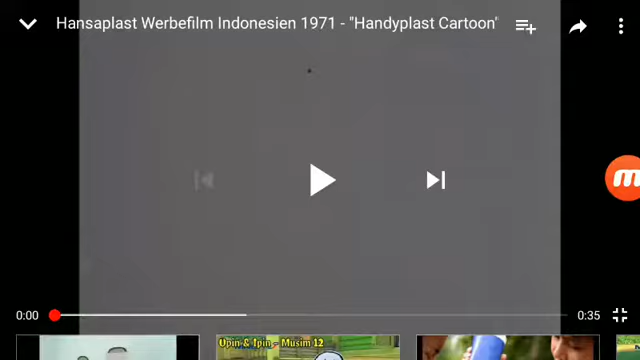 Hansaplast Werbefilm Indonesien 1971 - "Handyplast Cartoon"
0:00
0:35
Upin & Ipin - Musim 12